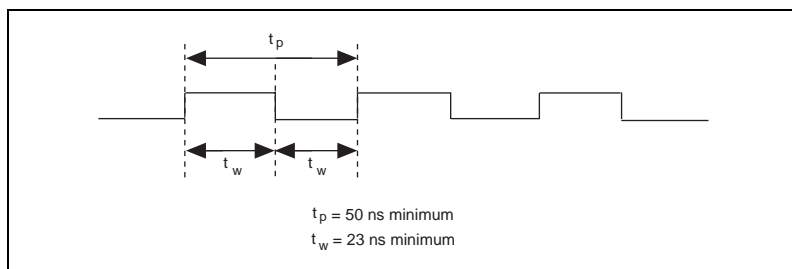 t p
t w t w
t p = 50 ns minimum
t w = 23 ns minimum